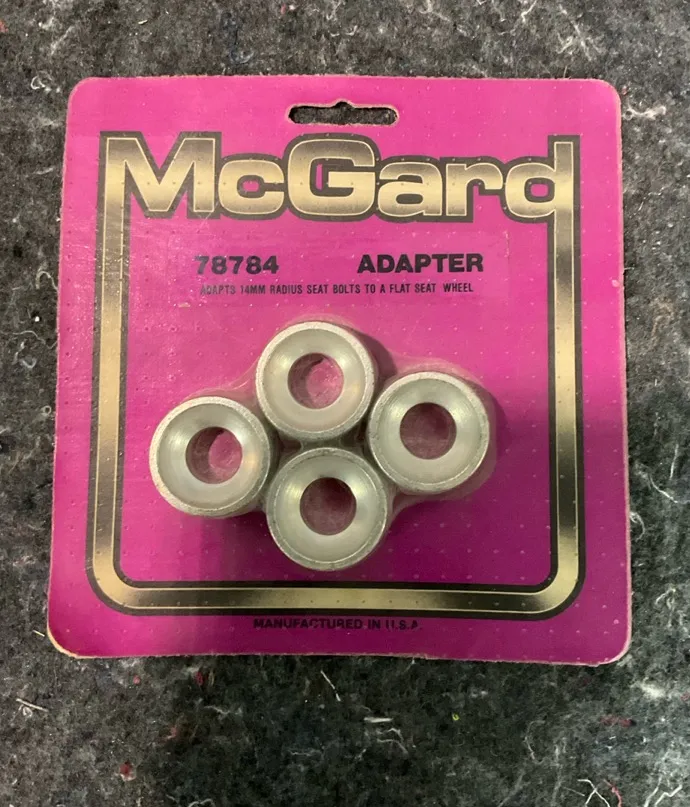 McGard
78784 ADAPTER
ADAPTS 14MM RADIUS SEAT BOLTS TO A FLAT SEAT WHEEL
MANUFACTURED IN U.S.A.